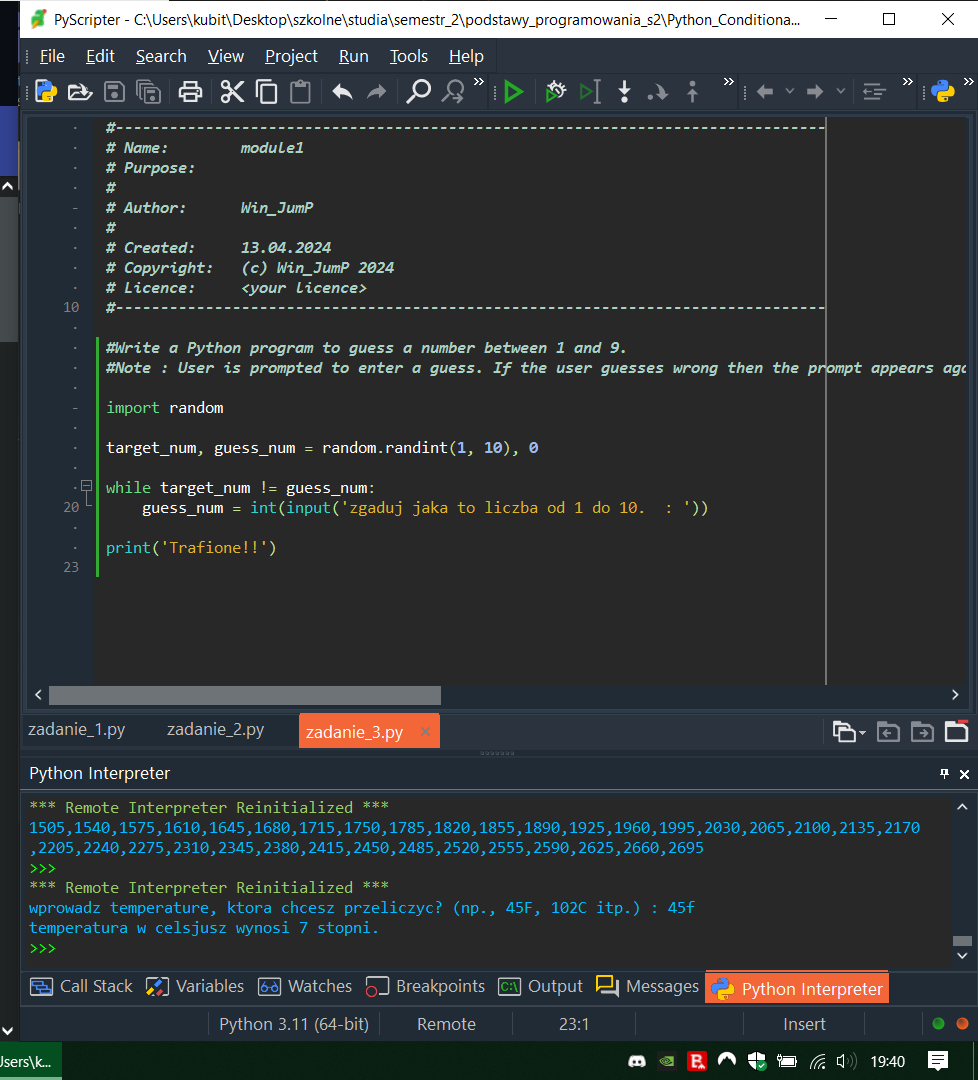 PyScripter - C:\Users\kubit\Desktop\szkolne\studia\semestr_2\podstawy_programowania_s2\Python_Conditiona...
File Edit Search View Project Run Tools Help
#-------------------------------------------------------------------------------
# Name:        module1
# Purpose:
#
# Author:      Win_JumP
#
# Created:     13.04.2024
# Copyright:   (c) Win_JumP 2024
# Licence:     <your licence>
10 #-------------------------------------------------------------------------------
#Write a Python program to guess a number between 1 and 9.
#Note : User is prompted to enter a guess. If the user guesses wrong then the prompt appears aga
import random
target_num, guess_num = random.randint(1, 10), 0
while target_num != guess_num:
20     guess_num = int(input('zgaduj jaka to liczba od 1 do 10.  : '))
print('Trafione!!')
23
zadanie_1.py zadanie_2.py zadanie_3.py ×
Python Interpreter
*** Remote Interpreter Reinitialized ***
1505,1540,1575,1610,1645,1680,1715,1750,1785,1820,1855,1890,1925,1960,1995,2030,2065,2100,2135,2170
,2205,2240,2275,2310,2345,2380,2415,2450,2485,2520,2555,2590,2625,2660,2695
>>>
*** Remote Interpreter Reinitialized ***
wprowadz temperature, ktora chcesz przeliczyc? (np., 45F, 102C itp.) : 45f
temperatura w celsjusz wynosi 7 stopni.
>>>
Call Stack Variables Watches Breakpoints C:\ Output Messages Python Interpreter
Python 3.11 (64-bit) Remote 23:1 Insert
Jsers\k... 19:40